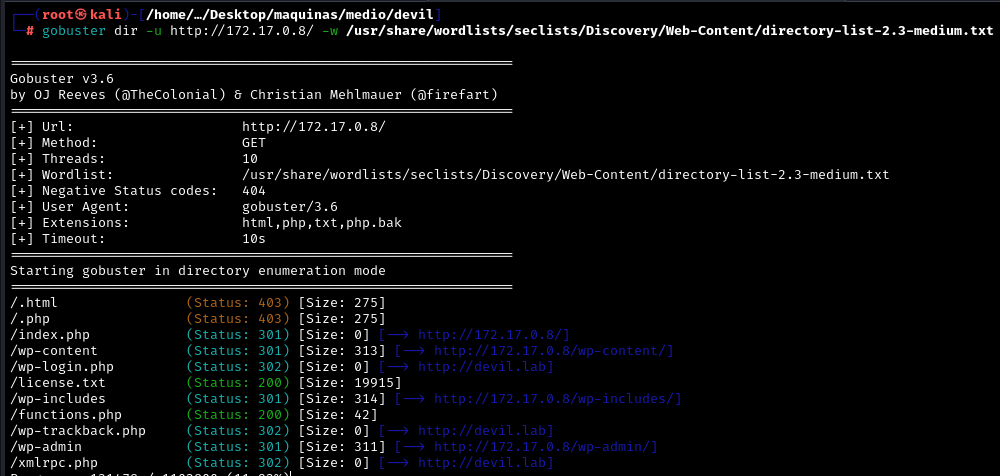 ┌──(root㉿kali)-[/home/…/Desktop/maquinas/medio/devil]
└─# gobuster dir -u http://172.17.0.8/ -w /usr/share/wordlists/seclists/Discovery/Web-Content/directory-list-2.3-medium.txt
===============================================================
Gobuster v3.6
by OJ Reeves (@TheColonial) & Christian Mehlmauer (@firefart)
===============================================================
[+] Url:                     http://172.17.0.8/
[+] Method:                  GET
[+] Threads:                 10
[+] Wordlist:                /usr/share/wordlists/seclists/Discovery/Web-Content/directory-list-2.3-medium.txt
[+] Negative Status codes:   404
[+] User Agent:              gobuster/3.6
[+] Extensions:              html,php,txt,php.bak
[+] Timeout:                 10s
===============================================================
Starting gobuster in directory enumeration mode
===============================================================
/.html                (Status: 403) [Size: 275]
/.php                 (Status: 403) [Size: 275]
/index.php            (Status: 301) [Size: 0] [--> http://172.17.0.8/]
/wp-content           (Status: 301) [Size: 313] [--> http://172.17.0.8/wp-content/]
/wp-login.php         (Status: 302) [Size: 0] [--> http://devil.lab]
/license.txt          (Status: 200) [Size: 19915]
/wp-includes          (Status: 301) [Size: 314] [--> http://172.17.0.8/wp-includes/]
/functions.php        (Status: 200) [Size: 42]
/wp-trackback.php     (Status: 302) [Size: 0] [--> http://devil.lab]
/wp-admin             (Status: 301) [Size: 311] [--> http://172.17.0.8/wp-admin/]
/xmlrpc.php           (Status: 302) [Size: 0] [--> http://devil.lab]